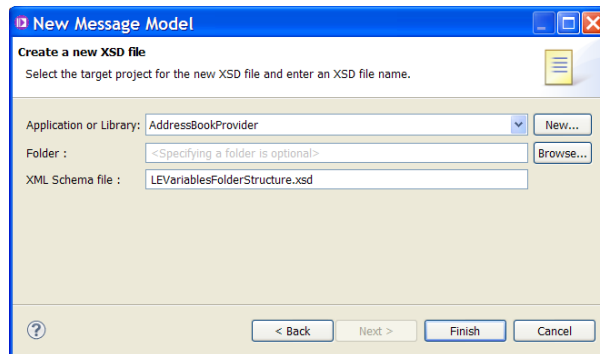 New Message Model
Create a new XSD file
Select the target project for the new XSD file and enter an XSD file name.
Application or Library: AddressBookProvider New...
Folder : <Specifying a folder is optional> Browse...
XML Schema file : LEVariablesFolderStructure.xsd
? < Back Next > Finish Cancel